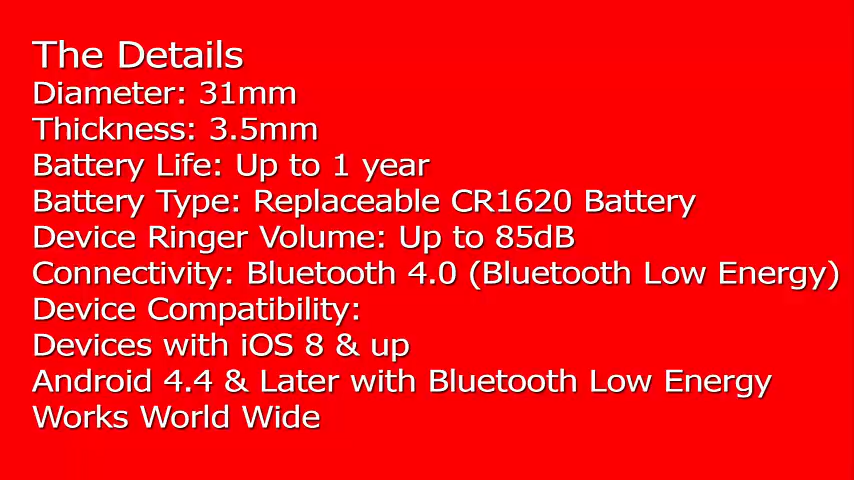 The Details
Diameter: 31mm
Thickness: 3.5mm
Battery Life: Up to 1 year
Battery Type: Replaceable CR1620 Battery
Device Ringer Volume: Up to 85dB
Connectivity: Bluetooth 4.0 (Bluetooth Low Energy)
Device Compatibility:
Devices with iOS 8 & up
Android 4.4 & Later with Bluetooth Low Energy
Works World Wide